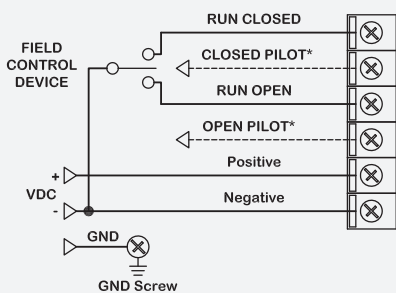 RUN CLOSED
FIELD
CONTROL
DEVICE
CLOSED PILOT*
RUN OPEN
OPEN PILOT*
Positive
+
VDC
-
Negative
GND
GND Screw